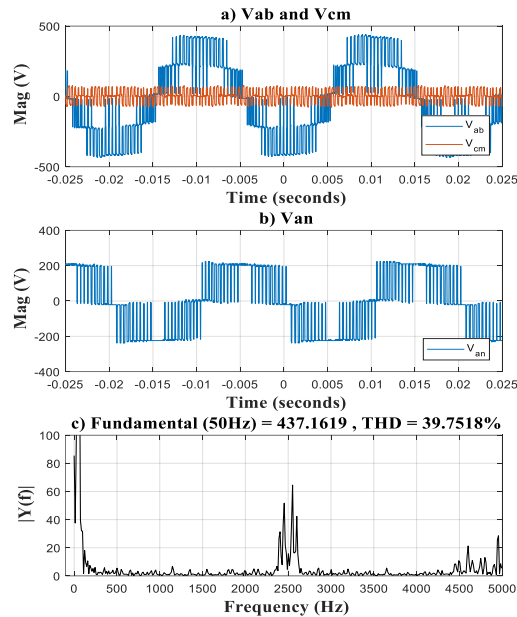 a) Vab and Vcm
Mag (V)
500
0
-500
V_ab
V_cm
-0.025 -0.02 -0.015 -0.01 -0.005 0 0.005 0.01 0.015 0.02 0.025
Time (seconds)
b) Van
Mag (V)
400
200
0
-200
-400
V_an
-0.025 -0.02 -0.015 -0.01 -0.005 0 0.005 0.01 0.015 0.02 0.025
Time (seconds)
c) Fundamental (50Hz) = 437.1619 , THD = 39.7518%
|Y(f)|
100
80
60
40
20
0
0 500 1000 1500 2000 2500 3000 3500 4000 4500 5000
Frequency (Hz)